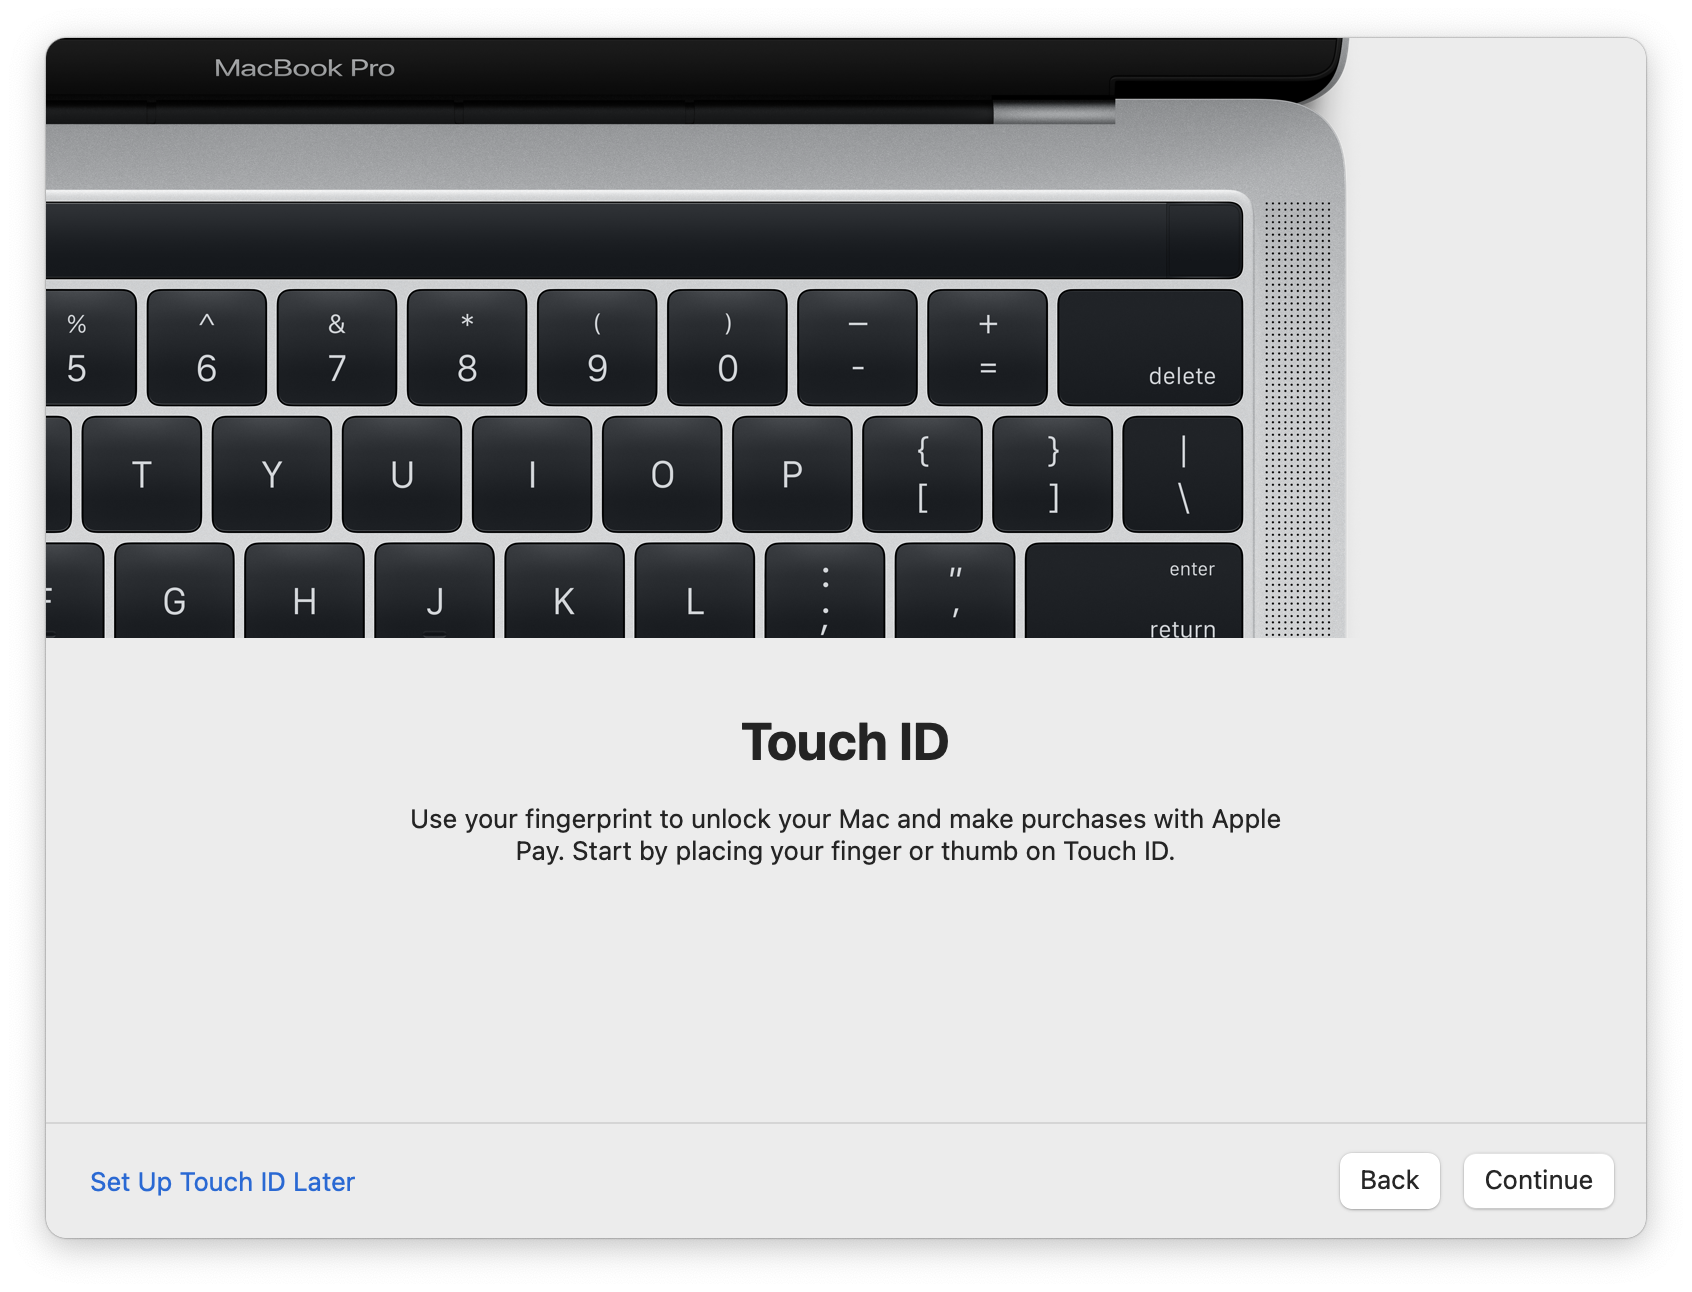 MacBook Pro
% ^ & * ( ) — +
5 6 7 8 9 0 - = delete
{ } |
T Y U I O P [ ] \
: " enter
G H J K L ; ' return
Touch ID
Use your fingerprint to unlock your Mac and make purchases with Apple
Pay. Start by placing your finger or thumb on Touch ID.
Set Up Touch ID Later
Back Continue